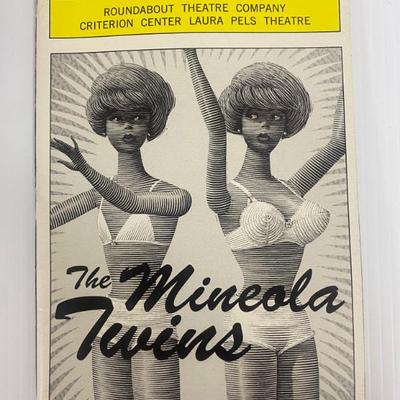 ROUNDABOUT THEATRE COMPANY
CRITERION CENTER LAURA PELS THEATRE
The Mineola
Twins